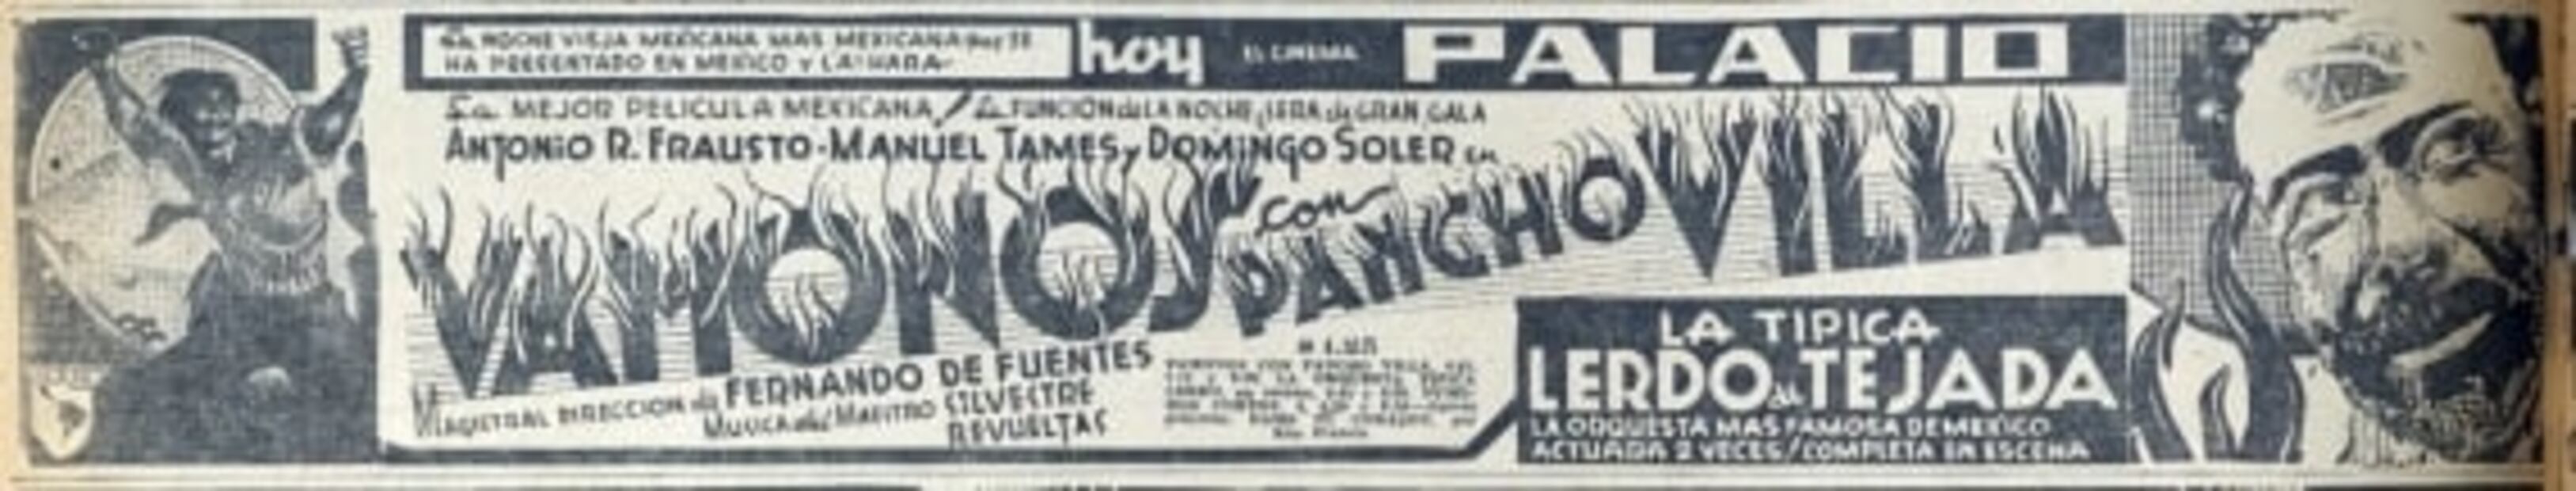 La NOCHE VIEJA MEXICANA MAS MEXICANA que SE
HA PRESENTADO EN MEXICO Y LA HABANA
hoy EL CINEMA PALACIO
La MEJOR PELICULA MEXICANA / La FUNCION de LA NOCHE SERA de GRAN GALA
ANTONIO R. FRAUSTO - MANUEL TAMES y DOMINGO SOLER en
VAMONOS con PANCHO VILLA
MAGISTRAL DIRECCION de FERNANDO DE FUENTES
MUSICA del MAESTRO SILVESTRE
REVUELTAS
LA TIPICA
LERDO de TEJADA
LA ORQUESTA MAS FAMOSA DE MEXICO
ACTUARA 2 VECES / COMPLETA EN ESCENA